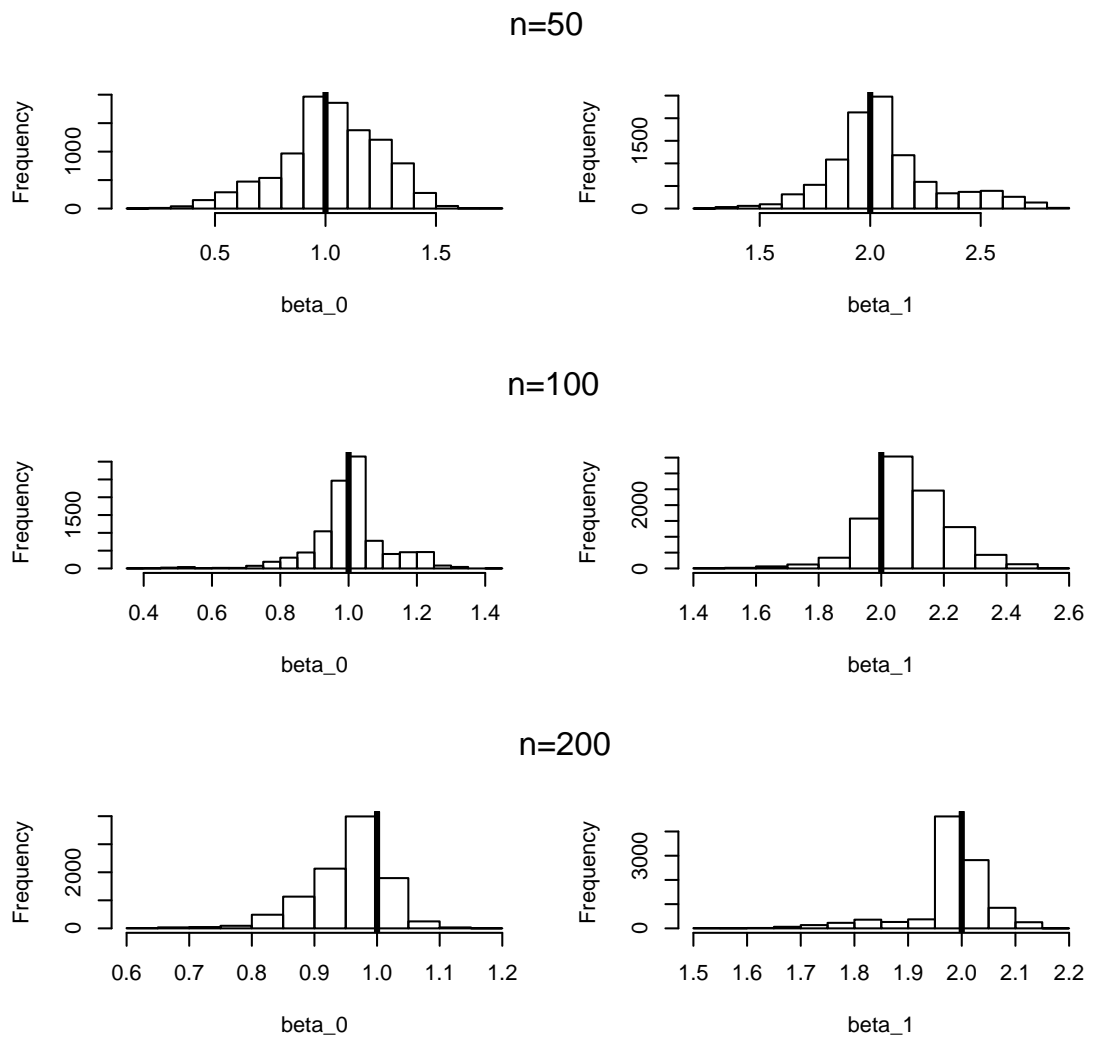 n=50
Frequency
0 1000
0.5 1.0 1.5
beta_0
Frequency
0 1500
1.5 2.0 2.5
beta_1
n=100
Frequency
0 1500
0.4 0.6 0.8 1.0 1.2 1.4
beta_0
Frequency
0 2000
1.4 1.6 1.8 2.0 2.2 2.4 2.6
beta_1
n=200
Frequency
0 2000
0.6 0.7 0.8 0.9 1.0 1.1 1.2
beta_0
Frequency
0 3000
1.5 1.6 1.7 1.8 1.9 2.0 2.1 2.2
beta_1